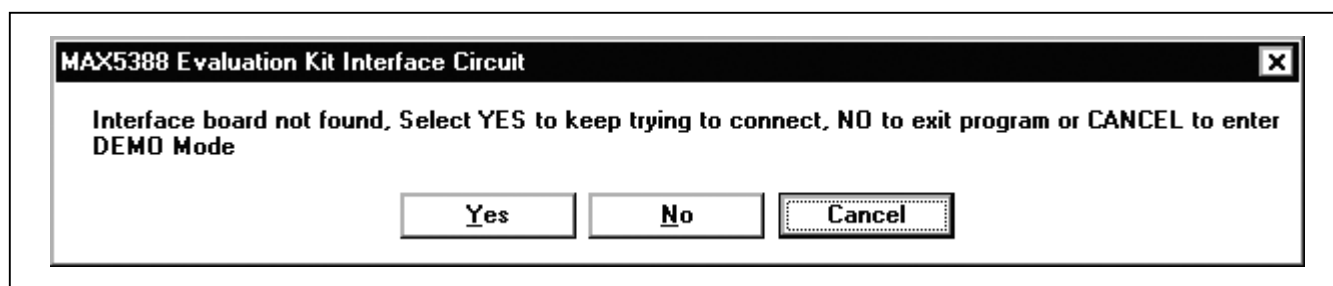 MAX5388 Evaluation Kit Interface Circuit
Interface board not found, Select YES to keep trying to connect, NO to exit program or CANCEL to enter
DEMO Mode
Yes No Cancel